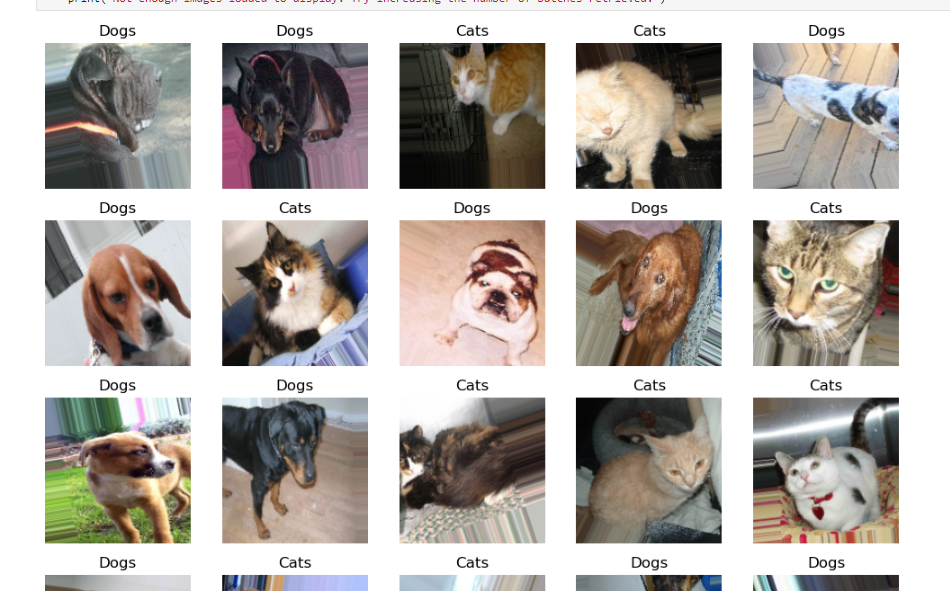 print("Not enough images loaded to display. Try increasing the number of batches retrieved.")
Dogs Dogs Cats Cats Dogs
Dogs Cats Dogs Dogs Cats
Dogs Dogs Cats Cats Cats
Dogs Cats Cats Dogs Dogs